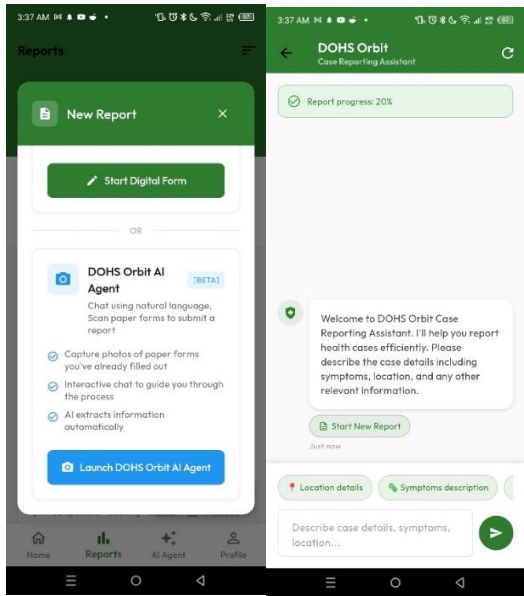 3:37 AM
Reports
New Report
Start Digital Form
OR
DOHS Orbit AI
Agent
[BETA]
Chat using natural language,
Scan paper forms to submit a
report
Capture photos of paper forms
you've already filled out
Interactive chat to guide you through
the process
AI extracts information
automatically
Launch DOHS Orbit AI Agent
Home
Reports
AI Agent
Profile
3:37 AM
DOHS Orbit
Case Reporting Assistant
Report progress: 20%
Welcome to DOHS Orbit Case
Reporting Assistant. I'll help you report
health cases efficiently. Please
describe the case details including
symptoms, location, and any other
relevant information.
Start New Report
Just now
Location details
Symptoms description
Describe case details, symptoms,
location...